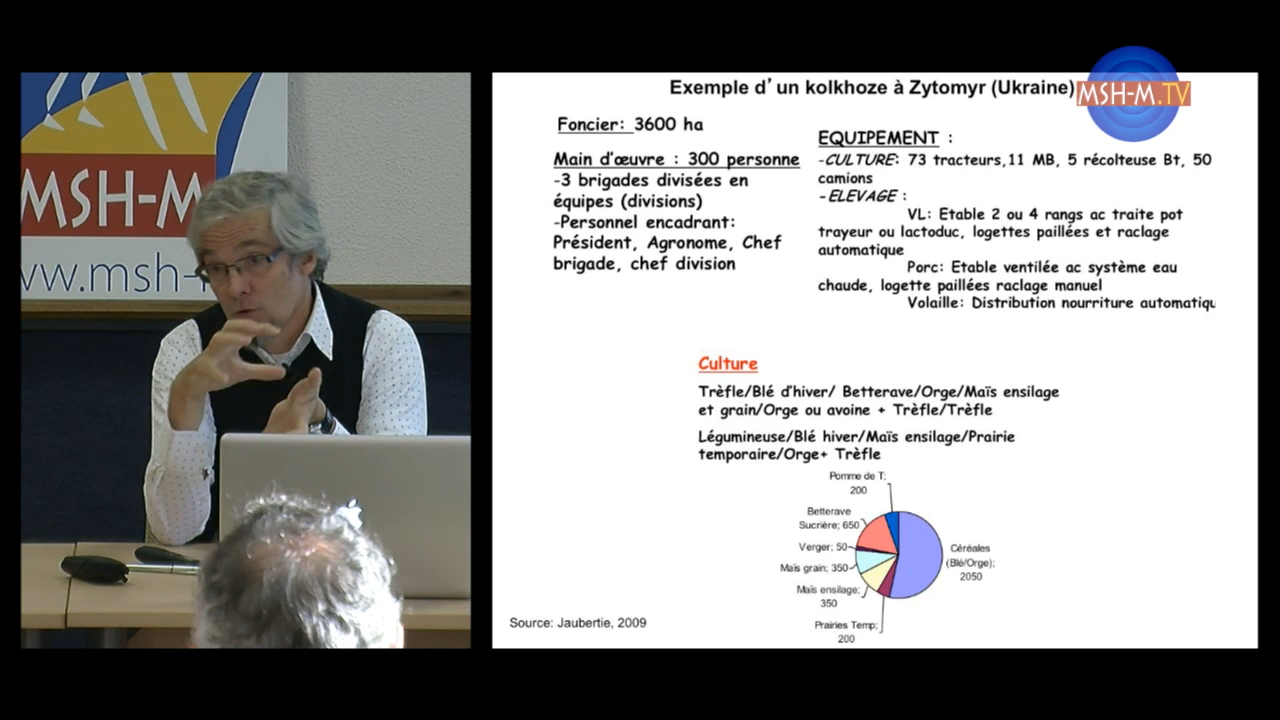 MSH-M
ww.msh-
Exemple d'un kolkhoze à Zytomyr (Ukraine)
MSH-M.TV
Foncier: 3600 ha
Main d'œuvre : 300 personne
-3 brigades divisées en
équipes (divisions)
-Personnel encadrant:
Président, Agronome, Chef
brigade, chef division
EQUIPEMENT :
-CULTURE: 73 tracteurs,11 MB, 5 récolteuse Bt, 50
camions
-ELEVAGE :
VL: Etable 2 ou 4 rangs ac traite pot
trayeur ou lactoduc, logettes paillées et raclage
automatique
Porc: Etable ventilée ac système eau
chaude, logette paillées raclage manuel
Volaille: Distribution nourriture automatiqu
Culture
Trèfle/Blé d'hiver/ Betterave/Orge/Maïs ensilage
et grain/Orge ou avoine + Trèfle/Trèfle
Légumineuse/Blé hiver/Maïs ensilage/Prairie
temporaire/Orge+ Trèfle
Pomme de T;
200
Betterave
Sucrière; 650
Verger; 50
Maïs grain; 350
Maïs ensilage;
350
Prairies Temp;
200
Céréales
(Blé/Orge);
2050
Source: Jaubertie, 2009